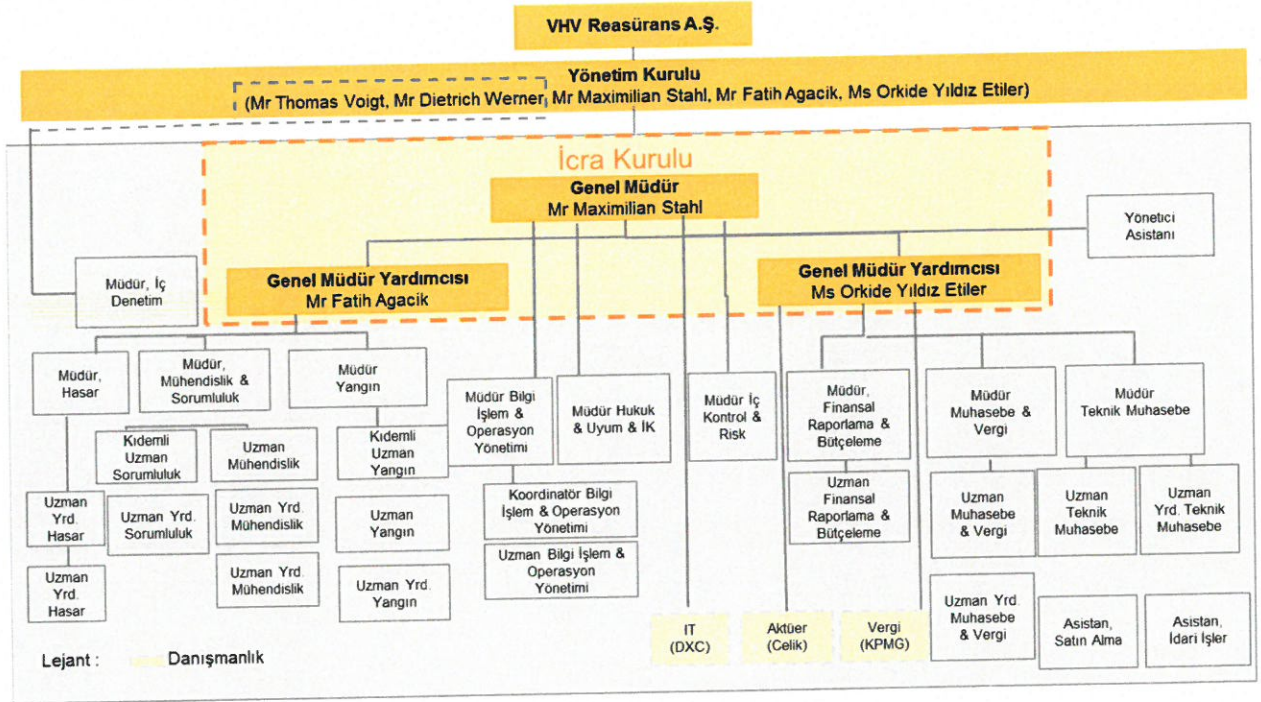 VHV Reasürans A.Ş.
Yönetim Kurulu
(Mr Thomas Voigt, Mr Dietrich Werner, Mr Maximilian Stahl, Mr Fatih Agacik, Ms Orkide Yıldız Etiler)
İcra Kurulu
Genel Müdür
Mr Maximilian Stahl
Yönetici
Asistanı
Müdür, İç
Denetim
Genel Müdür Yardımcısı
Mr Fatih Agacik
Genel Müdür Yardımcısı
Ms Orkide Yıldız Etiler
Müdür,
Hasar
Müdür,
Mühendislik &
Sorumluluk
Müdür
Yangın
Müdür Bilgi
İşlem &
Operasyon
Yönetimi
Müdür Hukuk
& Uyum & İK
Müdür İç
Kontrol &
Risk
Müdür,
Finansal
Raporlama &
Bütçeleme
Müdür
Muhasebe &
Vergi
Müdür
Teknik Muhasebe
Kıdemli
Uzman
Sorumluluk
Uzman
Mühendislik
Kıdemli
Uzman
Yangın
Uzman
Yrd.
Hasar
Uzman Yrd.
Sorumluluk
Uzman Yrd.
Mühendislik
Uzman
Yangın
Koordinatör Bilgi
İşlem & Operasyon
Yönetimi
Uzman
Finansal
Raporlama &
Bütçeleme
Uzman
Muhasebe
& Vergi
Uzman
Teknik
Muhasebe
Uzman
Yrd. Teknik
Muhasebe
Uzman
Yrd.
Hasar
Uzman Yrd.
Mühendislik
Uzman Yrd.
Yangın
Uzman Bilgi İşlem &
Operasyon
Yönetimi
IT
(DXC)
Aktüer
(Celik)
Vergi
(KPMG)
Uzman Yrd.
Muhasebe
& Vergi
Asistan,
Satın Alma
Asistan,
İdari İşler
Lejant :
Danışmanlık